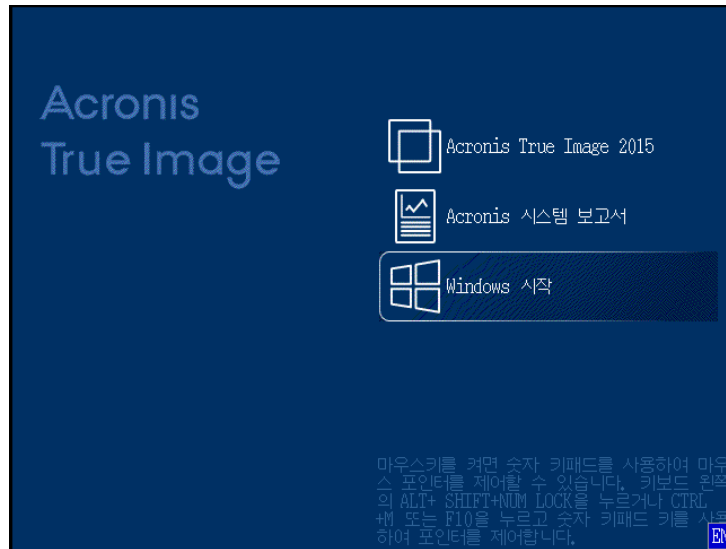 Acronis
True Image
Acronis True Image 2015
Acronis 시스템 보고서
Windows 시작
마우스키를 켜면 숫자 키패드를 사용하여 마우
스 포인터를 제어할 수 있습니다. 키보드 왼쪽
의 ALT+ SHIFT+NUM LOCK을 누르거나 CTRL
+M 또는 F10을 누르고 숫자 키패드 키를 사용
하여 포인터를 제어합니다.
EN